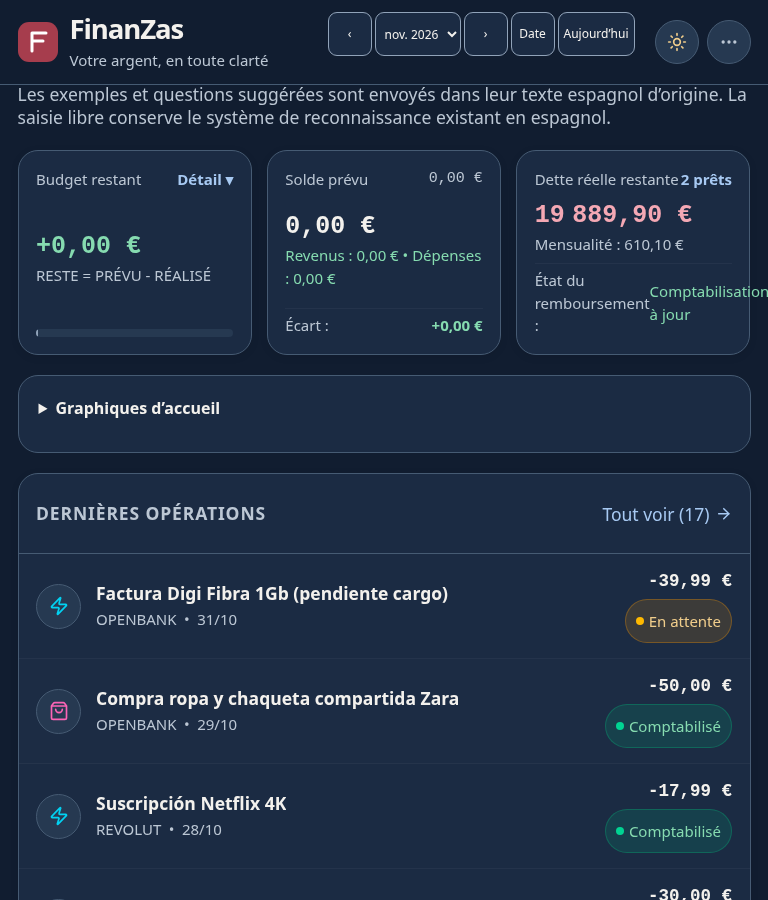 FinanZas
Votre argent, en toute clarté
‹
nov. 2026
›
Date
Aujourd’hui
Les exemples et questions suggérées sont envoyés dans leur texte espagnol d’origine. La
saisie libre conserve le système de reconnaissance existant en espagnol.
Budget restant
Détail ▾
+0,00 €
RESTE = PRÉVU - RÉALISÉ
Solde prévu
0,00 €
0,00 €
Revenus : 0,00 € • Dépenses
: 0,00 €
Écart :
+0,00 €
Dette réelle restante
2 prêts
19 889,90 €
Mensualité : 610,10 €
État du
remboursement
:
Comptabilisation
à jour
▶ Graphiques d’accueil
DERNIÈRES OPÉRATIONS
Tout voir (17) →
Factura Digi Fibra 1Gb (pendiente cargo)
OPENBANK • 31/10
-39,99 €
En attente
Compra ropa y chaqueta compartida Zara
OPENBANK • 29/10
-50,00 €
Comptabilisé
Suscripción Netflix 4K
REVOLUT • 28/10
-17,99 €
Comptabilisé
-30,00 €